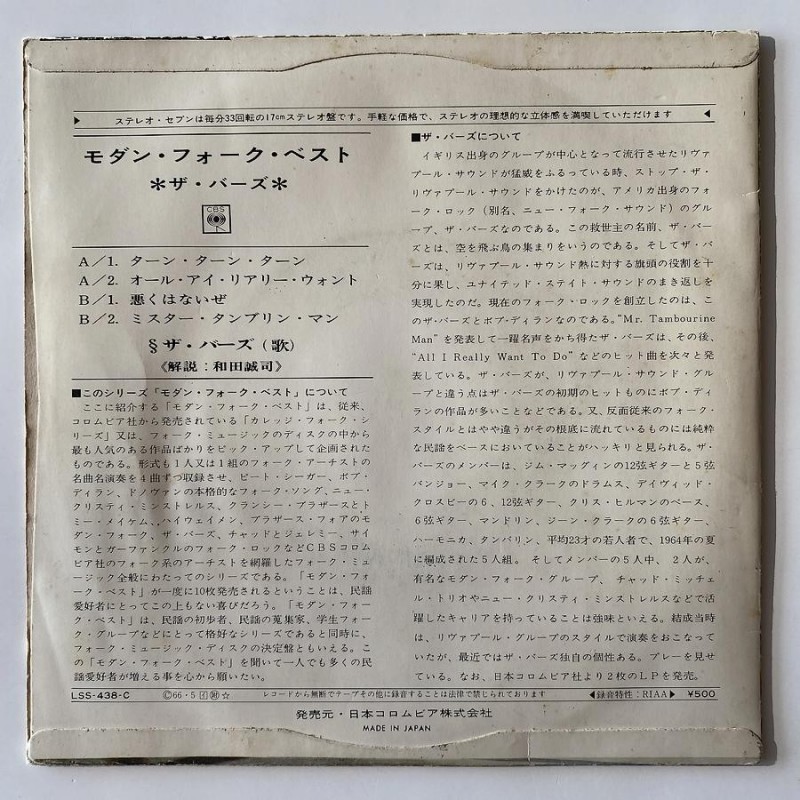 ▶ ステレオ・セブンは毎分33回転の17cmステレオ盤です。手軽な価格で、ステレオの理想的な立体感を満喫していただけます ◀
モダン・フォーク・ベスト
＊ザ・バーズ＊
CBS
A／1. ターン・ターン・ターン
A／2. オール・アイ・リアリー・ウォント
B／1. 悪くはないぜ
B／2. ミスター・タンブリン・マン
§ザ・バーズ（歌）
《解説：和田誠司》
■このシリーズ「モダン・フォーク・ベスト」について
ここに紹介する「モダン・フォーク・ベスト」は、従来、
コロムビア社から発売されている「カレッジ・フォーク・シ
リーズ」又は、フォーク・ミュージックのディスクの中から
最も人気のある作品ばかりをピック・アップして企画された
ものである。形式も1人又は1組のフォーク・アーチストの
名曲名演奏を4曲ずつ収録させ、ピート・シーガー、ボブ・
ディラン、ドノヴァンの本格的なフォーク・ソング、ニュー・
クリスティ・ミンストレルス、クランシー・ブラザースとト
ミー・メイケム、ハイウェイメン、ブラザース・フォアのモ
ダン・フォーク、ザ・バーズ、チャッドとジェレミー、サイ
モンとガーファンクルのフォーク・ロックなどCBSコロム
ビア社のフォーク系のアーチストを網羅したフォーク・ミュ
ージック全般にわたってのシリーズである。「モダン・フォ
ーク・ベスト」が一度に10枚発売されるということは、民謡
愛好者にとってこの上もない喜びだろう。「モダン・フォー
ク・ベスト」は、民謡の初歩者、民謡の蒐集家、学生フォー
ク・グループなどにとって格好なシリーズであると同時に、
フォーク・ミュージック・ディスクの決定盤ともいえる。こ
の「モダン・フォーク・ベスト」を聞いて一人でも多くの民
謡愛好者が増える事を心から願いたい。
■ザ・バーズについて
イギリス出身のグループが中心となって流行させたリヴァ
プール・サウンドが猛威をふるっている時、ストップ・ザ・
リヴァプール・サウンドをかけたのが、アメリカ出身のフォ
ーク・ロック（別名、ニュー・フォーク・サウンド）のグル
プ、ザ・バーズなのである。この救世主の名前、ザ・バ
ーズとは、空を飛ぶ鳥の集まりをいうのである。そしてザ・バ
ーズは、リヴァプール・サウンド熱に対する旗頭の役割を十
分に果し、ユナイテッド・ステイト・サウンドのまき返しを
実現したのだ。現在のフォーク・ロックを創立したのは、こ
のザ・バーズとボブ・ディランなのである。"Mr. Tambourine
Man"を発表して一躍名声をかち得たザ・バーズは、その後、
"All I Really Want To Do"などのヒット曲を次々と発
表している。ザ・バーズが、リヴァプール・サウンド・グル
ープと違う点はザ・バーズの初期のヒットものにボブ・ディ
ランの作品が多いことなどである。又、反面従来のフォーク・
スタイルとはやや違うがその根底に流れているものには純粋
な民謡をベースにおいていることがハッキリと見られる。ザ・
バーズのメンバーは、ジム・マッグィンの12弦ギターと5弦
バンジョー、マイク・クラークのドラムス、デイヴィッド・
クロスビーの6、12弦ギター、クリス・ヒルマンのベース、
6弦ギター、マンドリン、ジーン・クラークの6弦ギター、
ハーモニカ、タンバリン、平均23才の若人者で、1964年の夏
に編成された5人組。そしてメンバーの5人中、2人が、
有名なモダン・フォーク・グループ、チャッド・ミッチェ
ル・トリオやニュー・クリスティ・ミンストレルスなどで活
躍したキャリアを持っていることは強味といえる。結成当時
は、リヴァプール・グループのスタイルで演奏をおこなって
いたが、最近ではザ・バーズ独自の個性ある。プレーを見せ
ている。なお、日本コロムビア社より2枚のLPを発売。
LSS-438-C ©66・5 ☆ レコードから無断でテープその他に録音することは法律で禁じられております ◀録音特性：RIAA▶ ¥500
発売元・日本コロムビア株式会社
MADE IN JAPAN